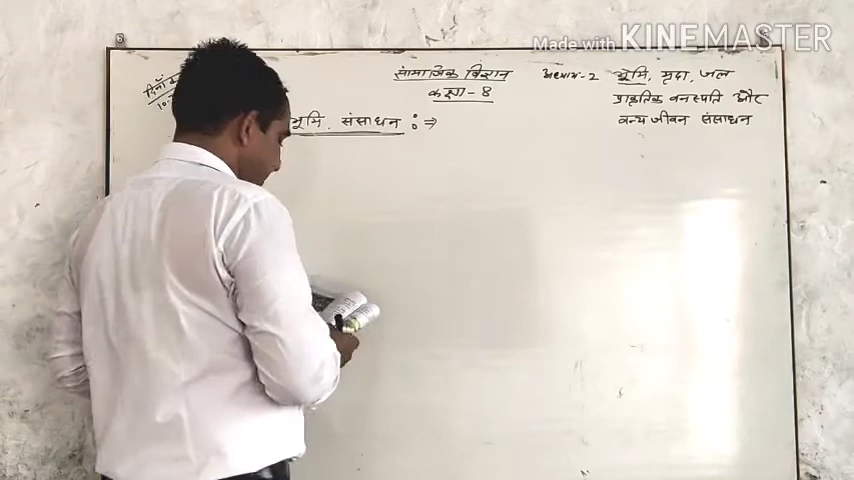 Made with KINEMASTER
सामाजिक विज्ञान
कक्षा - 8
अध्याय - 2 भूमि, मृदा, जल
प्राकृतिक वनस्पति और
वन्य जीवन संसाधन
दिनाँक
भूमि संसाधन :⇒